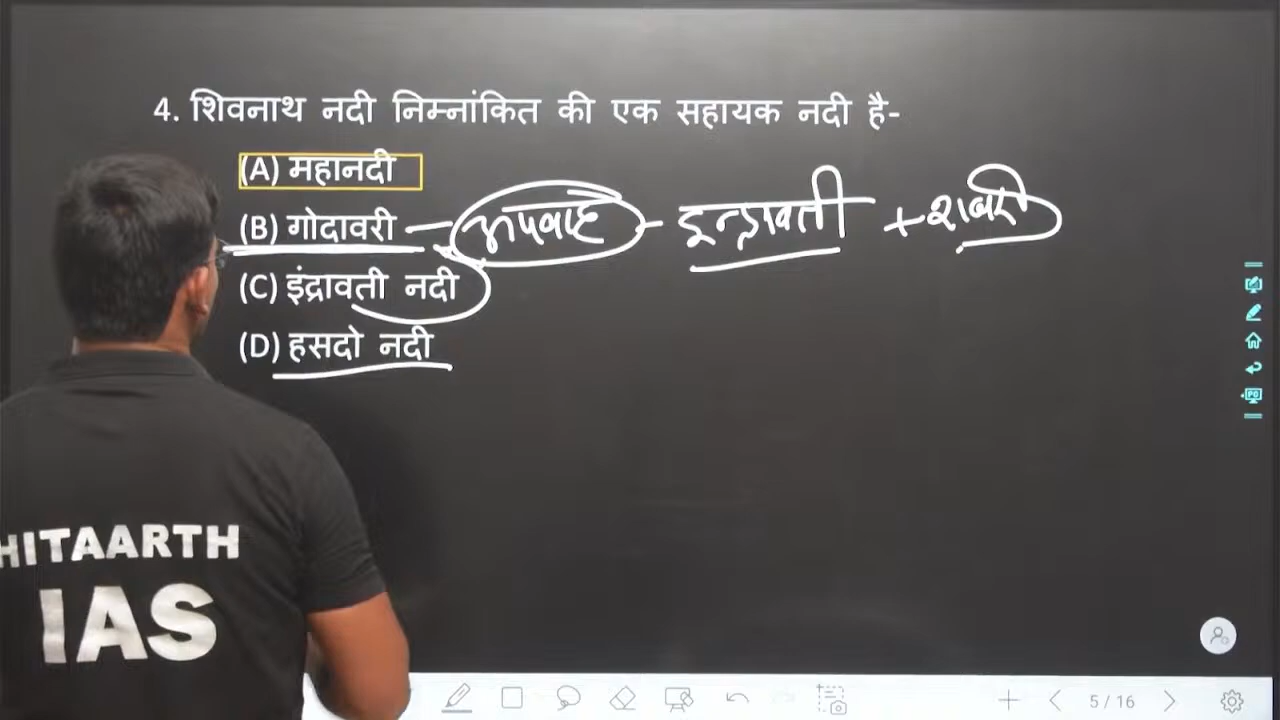 4. शिवनाथ नदी निम्नांकित की एक सहायक नदी है-
(A) महानदी
(B) गोदावरी – अपवाह – इन्द्रावती + शबरी
(C) इंद्रावती नदी
(D) हसदो नदी
HITAARTH
IAS
PD
5 / 16